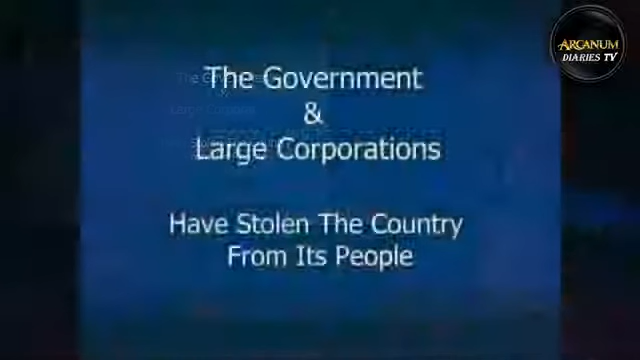 ARCANUM
DIARIES TV
The Government
&
Large Corporations
Have Stolen The Country
From Its People